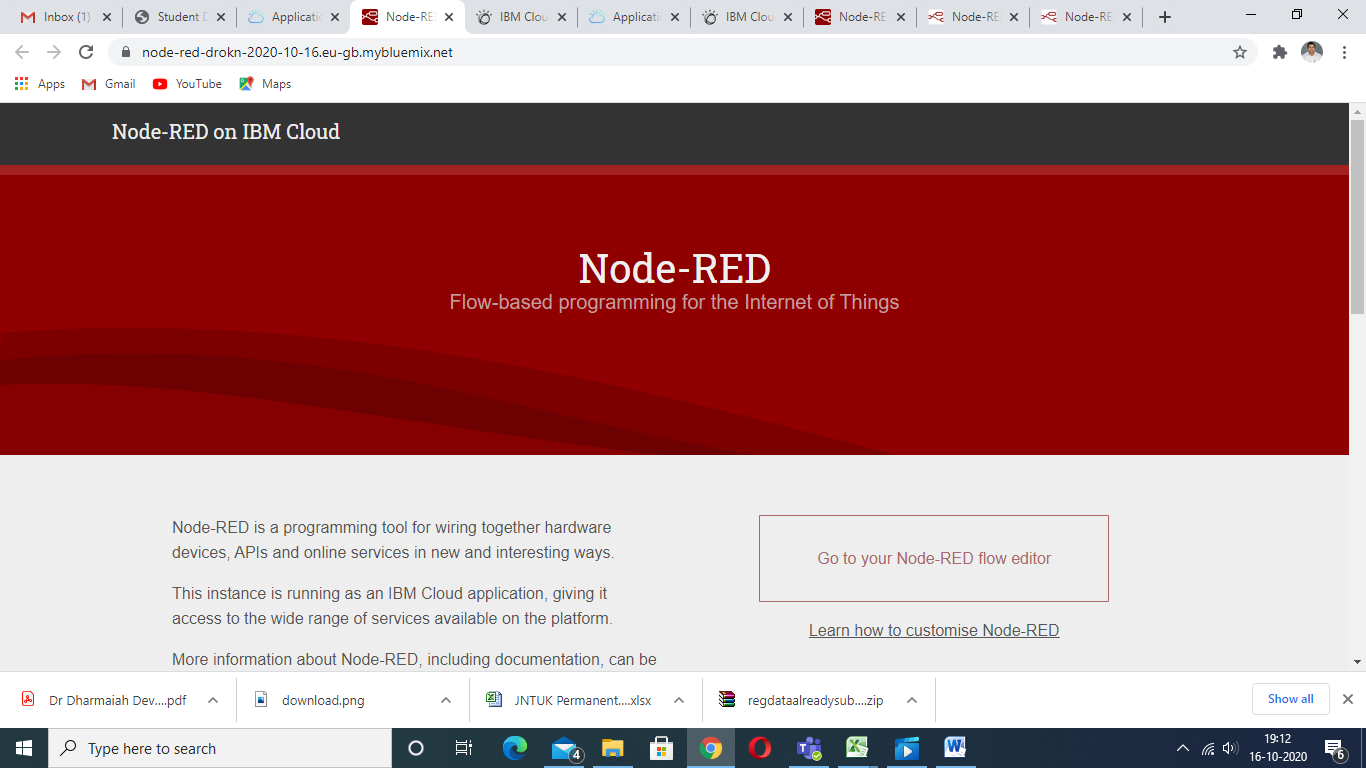 Inbox (1)
Student D
Applicatio
Node-RE
IBM Clou
Applicati
IBM Clou
Node-RE
Node-RE
Node-RE
node-red-drokn-2020-10-16.eu-gb.mybluemix.net
Apps
Gmail
YouTube
Maps
Node-RED on IBM Cloud
Node-RED
Flow-based programming for the Internet of Things
Node-RED is a programming tool for wiring together hardware
devices, APIs and online services in new and interesting ways.
This instance is running as an IBM Cloud application, giving it
access to the wide range of services available on the platform.
More information about Node-RED, including documentation, can be
Go to your Node-RED flow editor
Learn how to customise Node-RED
Dr Dharmaiah Dev....pdf
download.png
JNTUK Permanent....xlsx
regdataalreadysub....zip
Show all
Type here to search
4
19:12
16-10-2020
6